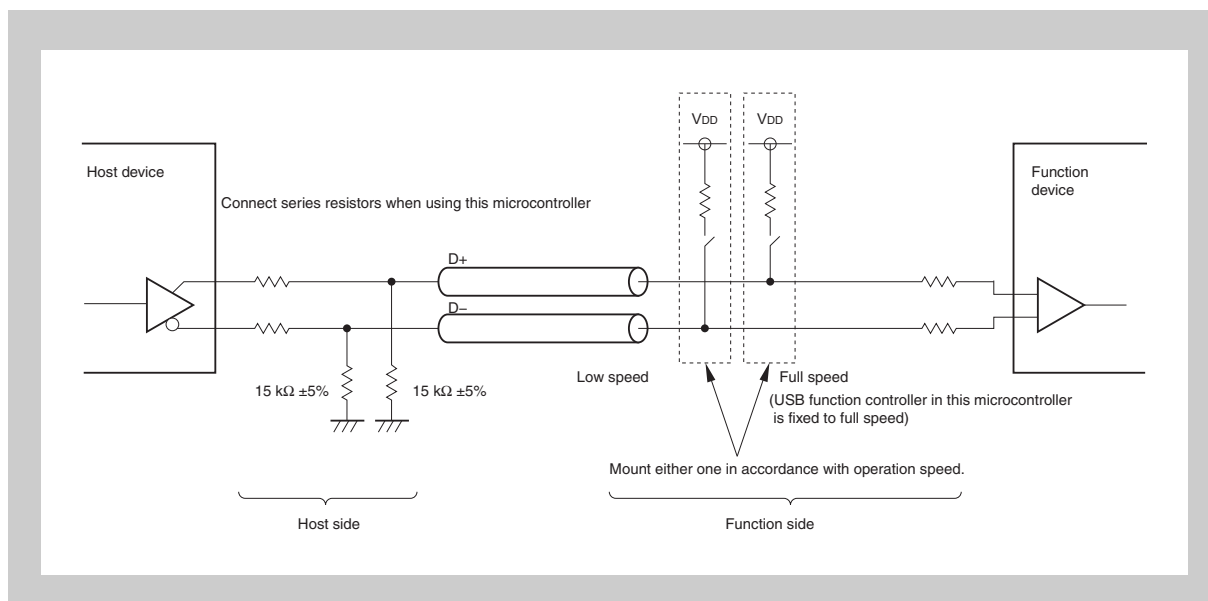 VDD
VDD
Host device
Function
device
Connect series resistors when using this microcontroller
D+
D−
Low speed
Full speed
15 kΩ ±5%
15 kΩ ±5%
(USB function controller in this microcontroller
is fixed to full speed)
Mount either one in accordance with operation speed.
Host side
Function side